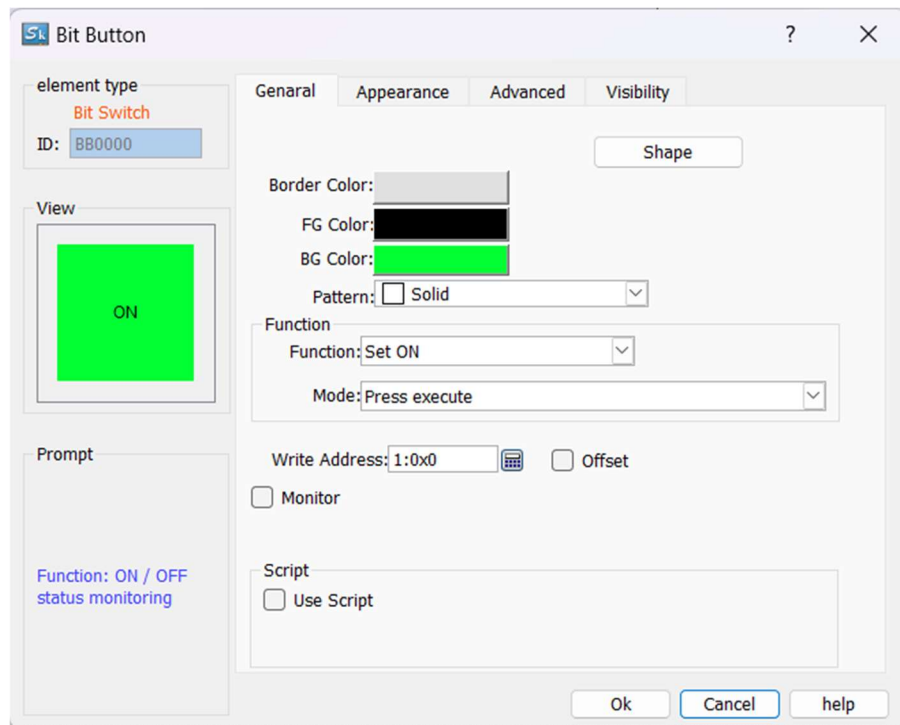 Sk Bit Button ? X
element type
Bit Switch
ID: BB0000
View
ON
Prompt
Function: ON / OFF
status monitoring
Genaral Appearance Advanced Visibility
Shape
Border Color:
FG Color:
BG Color:
Pattern: Solid
Function
Function: Set ON
Mode: Press execute
Write Address: 1:0x0 Offset
Monitor
Script
Use Script
Ok Cancel help